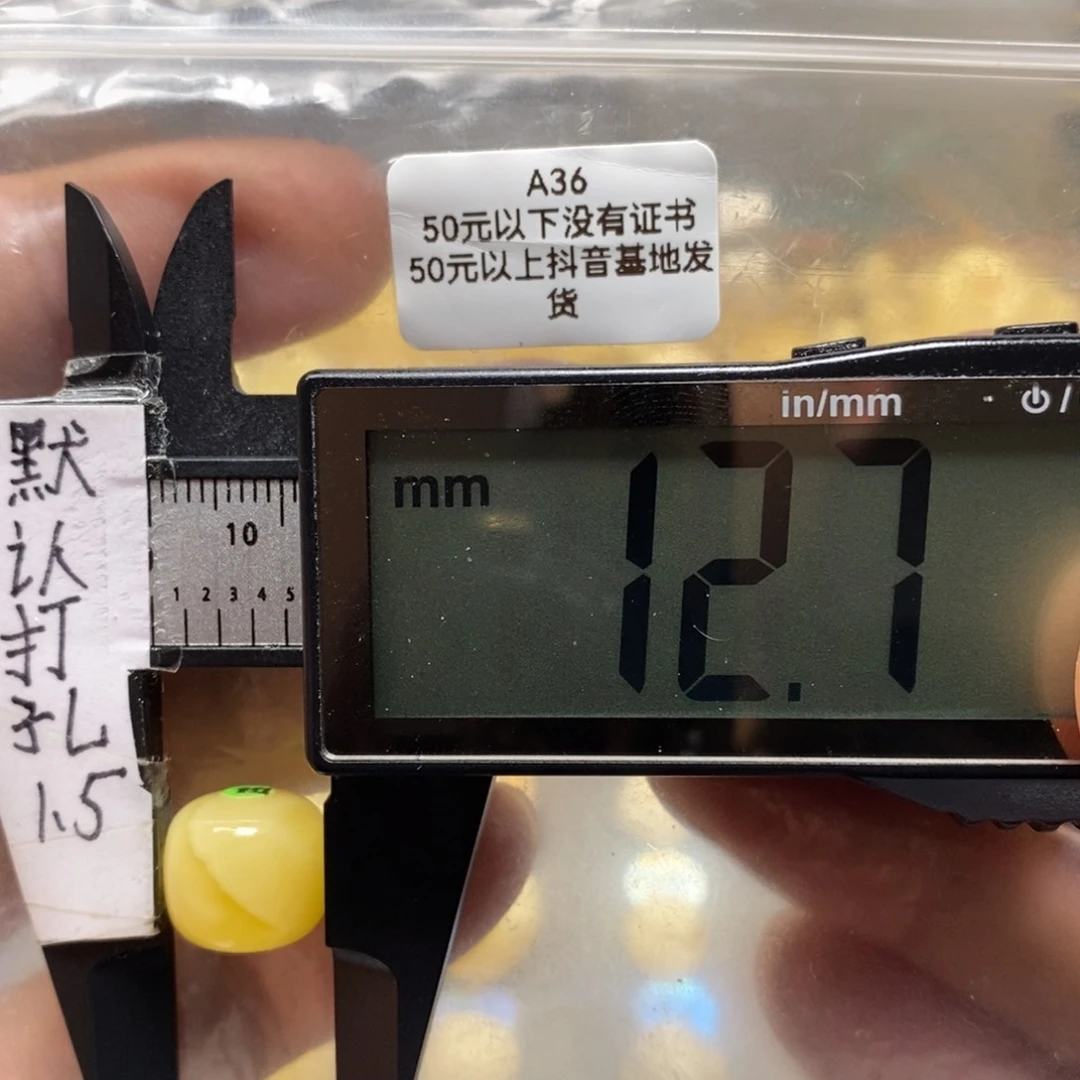 A36
50元以下没有证书
50元以上抖音基地发
货
in/mm
mm
12.7
10
1 2 3 4 5
默
认
打
孔
1.5